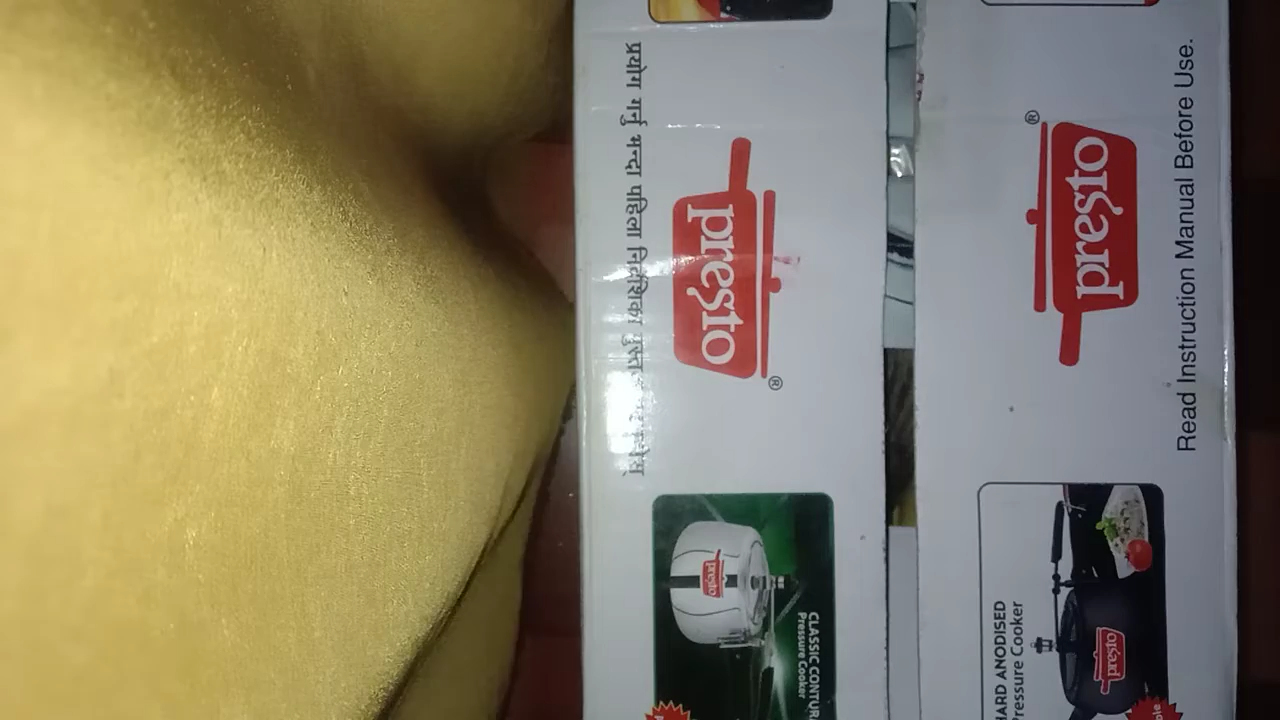 प्रयोग गर्नु भन्दा पहिला निर्देशिका
presto
®
presto
CLASSIC CONTURA
Pressure Cooker
presto
®
Read Instruction Manual Before Use.
HARD ANODISED
Pressure Cooker
presto